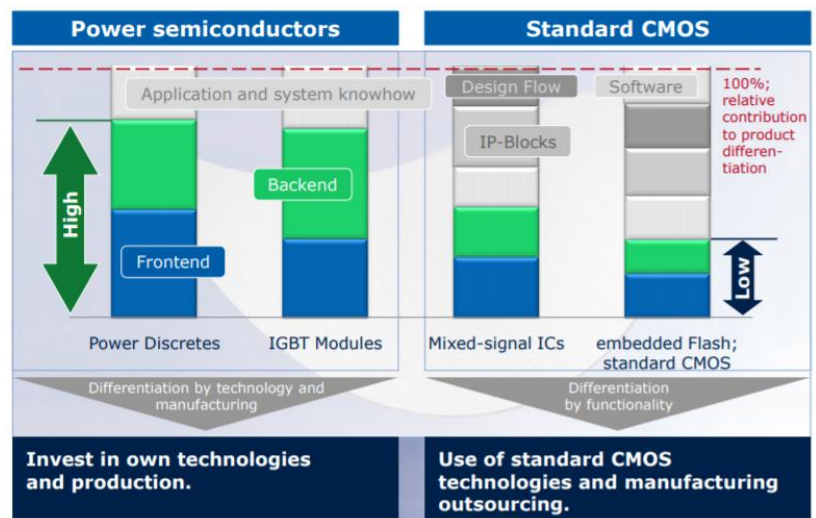 Power semiconductors
Standard CMOS
Application and system knowhow
Design Flow
Software
100%;
relative
contribution
to product
differen-
tiation
IP-Blocks
High
Backend
Frontend
Low
Power Discretes
IGBT Modules
Mixed-signal ICs
embedded Flash;
standard CMOS
Differentiation by technology and
manufacturing
Differentiation
by functionality
Invest in own technologies
and production.
Use of standard CMOS
technologies and manufacturing
outsourcing.